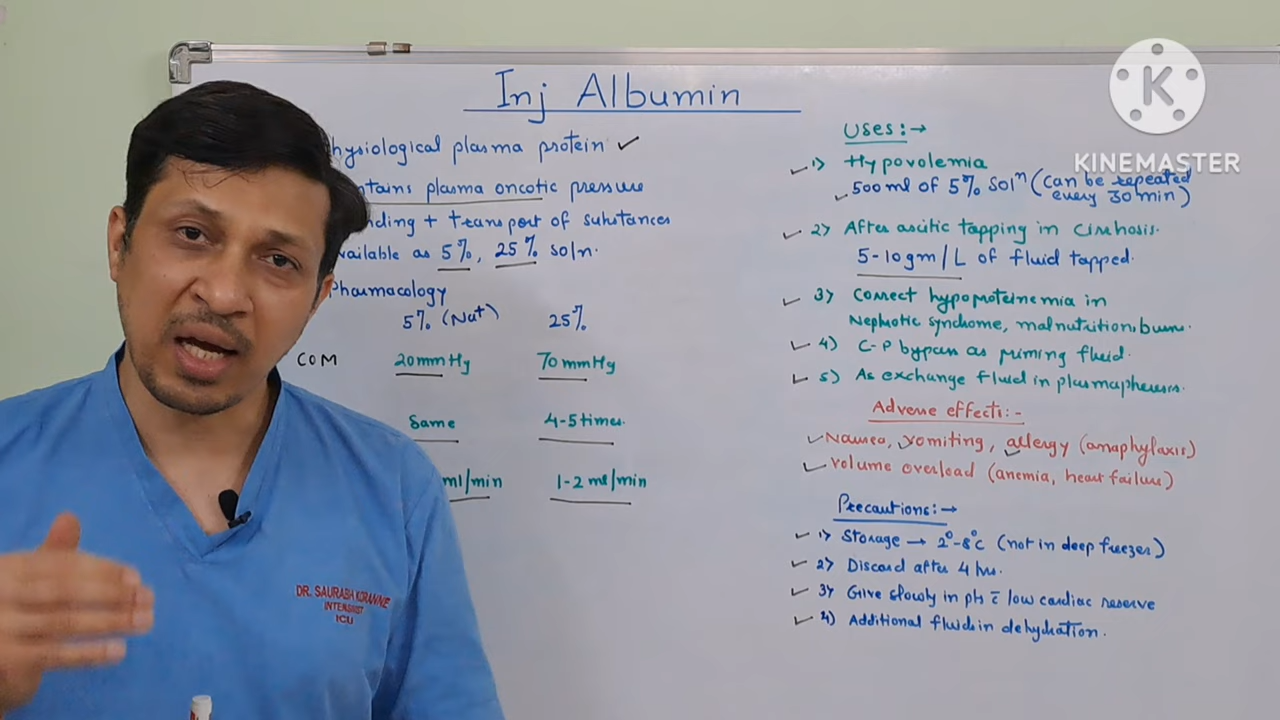 Inj Albumin
hysiological plasma protein
ntains plasma oncotic pressure
nding + transport of substances
vailable as 5%, 25% soln.
Pharmacology
5% (Na+) 25%
COM 20mmHg 70mmHg
Same 4-5 times.
ml/min 1-2 ml/min
Uses:→
1) Hypovolemia
500ml of 5% Solⁿ (can be repeated
every 30min)
2) After ascitic tapping in cirrhosis.
5-10gm/L of fluid tapped.
3) Correct hypoproteinemia in
Nephrotic syndrome, malnutrition, burn.
4) C-P bypass as priming fluid.
5) As exchange fluid in plasmapheresis.
Adverse effects:-
Nausea, vomiting, allergy (anaphylaxis)
volume overload (anemia, heart failure)
Precautions:→
1) Storage → 2°-8°C (not in deep freezer)
2) Discard after 4 hrs.
3) Give slowly in pts c̄ low cardiac reserve
4) Additional fluids in dehydration.
DR. SAURABH KORANNE
INTENSIVIST
ICU
K
KINEMASTER